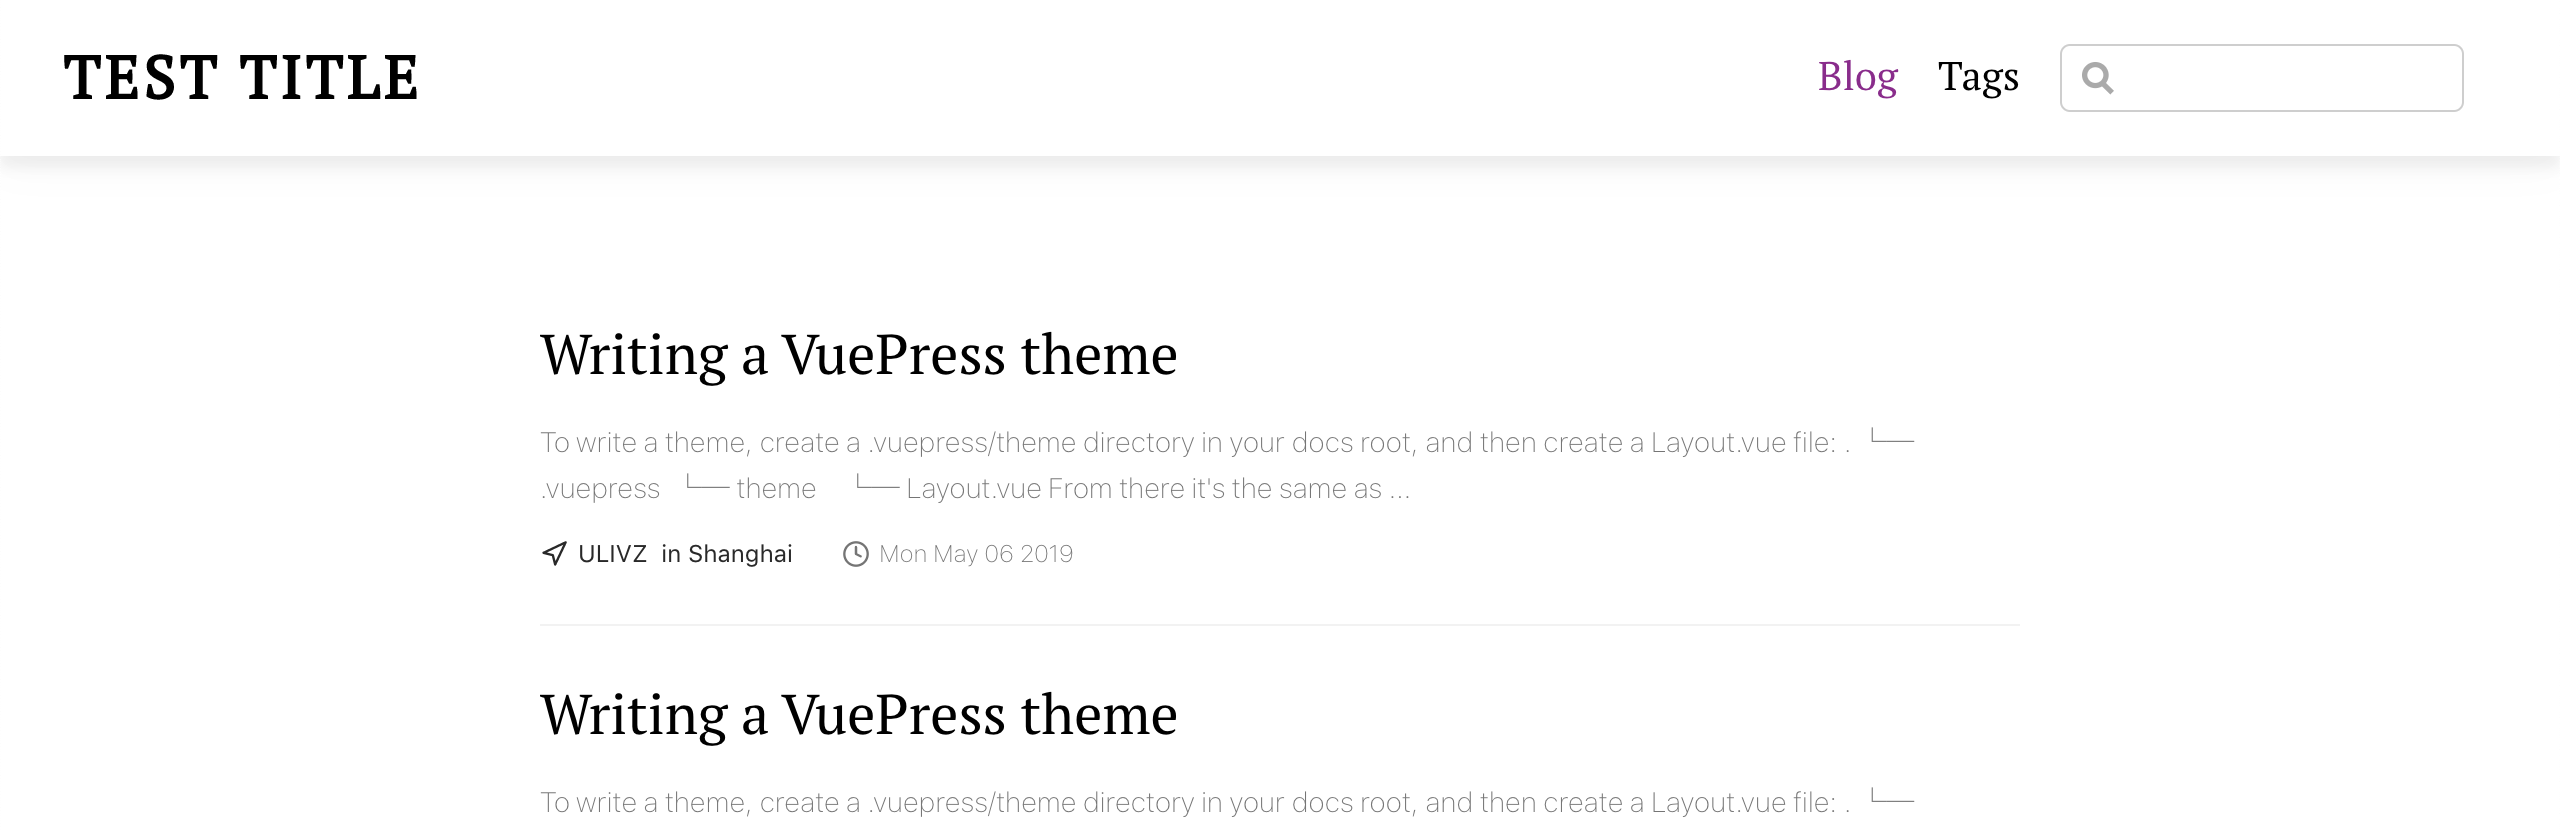 TEST TITLE
Blog Tags
Writing a VuePress theme
To write a theme, create a .vuepress/theme directory in your docs root, and then create a Layout.vue file: . └──
.vuepress └── theme └── Layout.vue From there it's the same as ...
ULIVZ in Shanghai Mon May 06 2019
Writing a VuePress theme
To write a theme, create a .vuepress/theme directory in your docs root, and then create a Layout.vue file: . └──